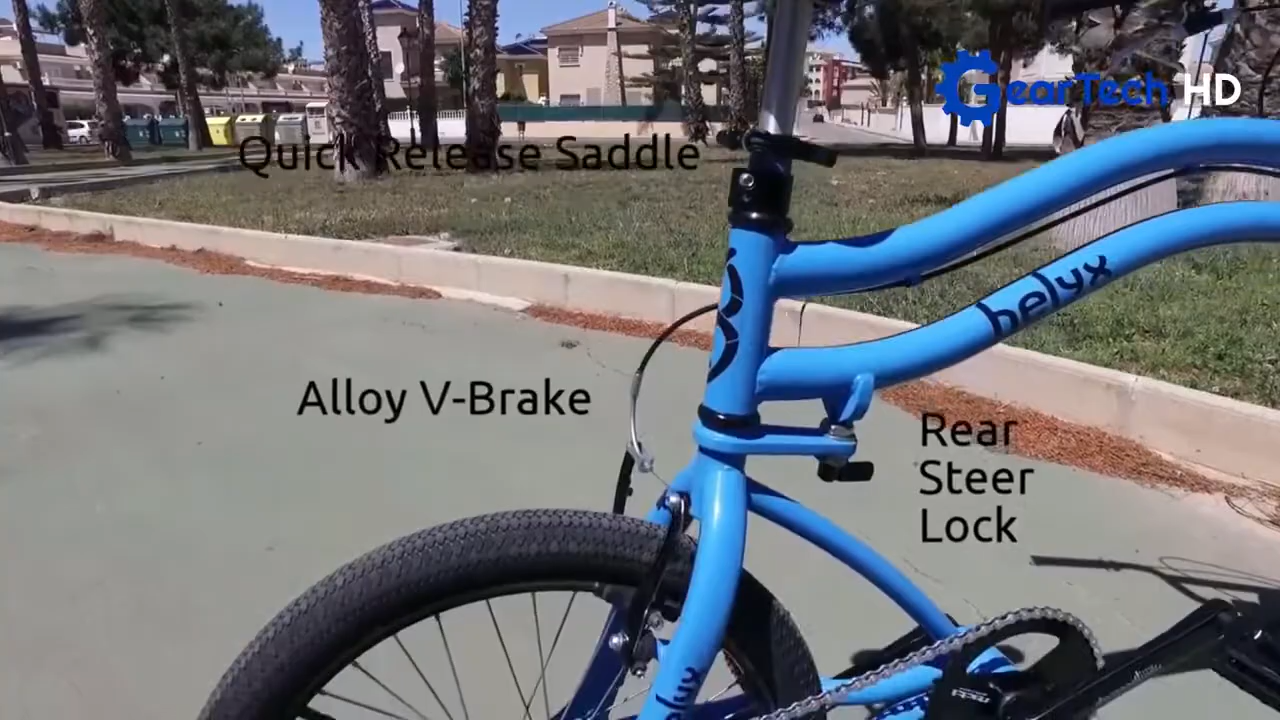 GearTech HD
Quick Release Saddle
helyx
Alloy V-Brake
Rear
Steer
Lock